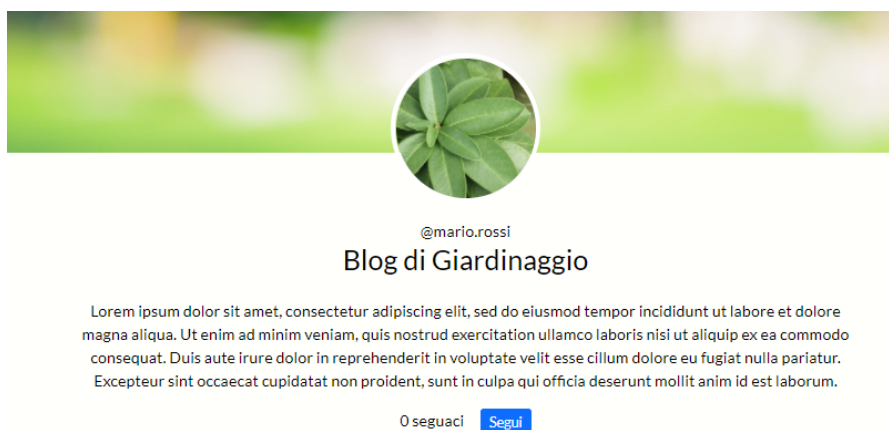 @mario.rossi
Blog di Giardinaggio
Lorem ipsum dolor sit amet, consectetur adipiscing elit, sed do eiusmod tempor incididunt ut labore et dolore
magna aliqua. Ut enim ad minim veniam, quis nostrud exercitation ullamco laboris nisi ut aliquip ex ea commodo
consequat. Duis aute irure dolor in reprehenderit in voluptate velit esse cillum dolore eu fugiat nulla pariatur.
Excepteur sint occaecat cupidatat non proident, sunt in culpa qui officia deserunt mollit anim id est laborum.
0 seguaci Segui